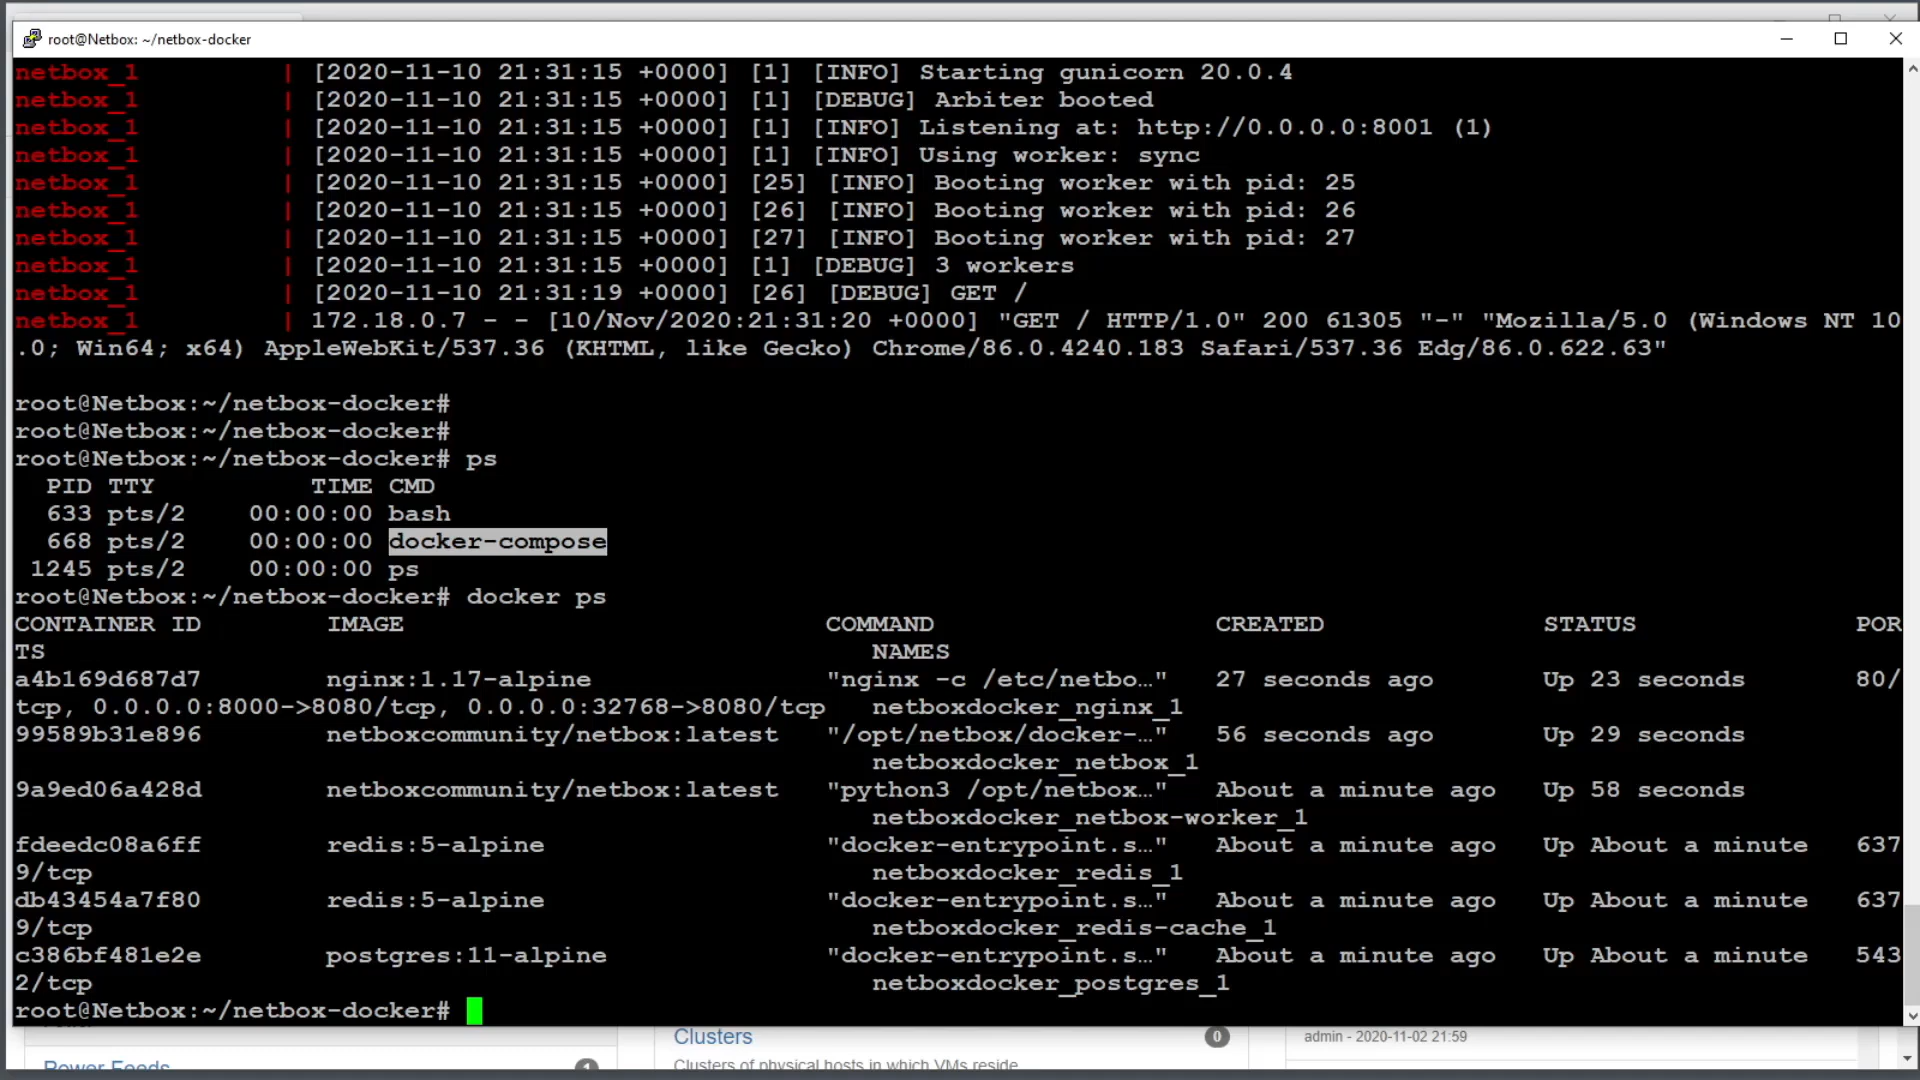 root@Netbox: ~/netbox-docker
netbox_1 | [2020-11-10 21:31:15 +0000] [1] [INFO] Starting gunicorn 20.0.4
netbox_1 | [2020-11-10 21:31:15 +0000] [1] [DEBUG] Arbiter booted
netbox_1 | [2020-11-10 21:31:15 +0000] [1] [INFO] Listening at: http://0.0.0.0:8001 (1)
netbox_1 | [2020-11-10 21:31:15 +0000] [1] [INFO] Using worker: sync
netbox_1 | [2020-11-10 21:31:15 +0000] [25] [INFO] Booting worker with pid: 25
netbox_1 | [2020-11-10 21:31:15 +0000] [26] [INFO] Booting worker with pid: 26
netbox_1 | [2020-11-10 21:31:15 +0000] [27] [INFO] Booting worker with pid: 27
netbox_1 | [2020-11-10 21:31:15 +0000] [1] [DEBUG] 3 workers
netbox_1 | [2020-11-10 21:31:19 +0000] [26] [DEBUG] GET /
netbox_1 | 172.18.0.7 - - [10/Nov/2020:21:31:20 +0000] "GET / HTTP/1.0" 200 61305 "-" "Mozilla/5.0 (Windows NT 10
.0; Win64; x64) AppleWebKit/537.36 (KHTML, like Gecko) Chrome/86.0.4240.183 Safari/537.36 Edg/86.0.622.63"
root@Netbox:~/netbox-docker#
root@Netbox:~/netbox-docker#
root@Netbox:~/netbox-docker# ps
PID TTY TIME CMD
633 pts/2 00:00:00 bash
668 pts/2 00:00:00 docker-compose
1245 pts/2 00:00:00 ps
root@Netbox:~/netbox-docker# docker ps
CONTAINER ID IMAGE COMMAND CREATED STATUS POR
TS NAMES
a4b169d687d7 nginx:1.17-alpine "nginx -c /etc/netbo…" 27 seconds ago Up 23 seconds 80/
tcp, 0.0.0.0:8000->8080/tcp, 0.0.0.0:32768->8080/tcp netboxdocker_nginx_1
99589b31e896 netboxcommunity/netbox:latest "/opt/netbox/docker-…" 56 seconds ago Up 29 seconds
netboxdocker_netbox_1
9a9ed06a428d netboxcommunity/netbox:latest "python3 /opt/netbox…" About a minute ago Up 58 seconds
netboxdocker_netbox-worker_1
fdeedc08a6ff redis:5-alpine "docker-entrypoint.s…" About a minute ago Up About a minute 637
9/tcp netboxdocker_redis_1
db43454a7f80 redis:5-alpine "docker-entrypoint.s…" About a minute ago Up About a minute 637
9/tcp netboxdocker_redis-cache_1
c386bf481e2e postgres:11-alpine "docker-entrypoint.s…" About a minute ago Up About a minute 543
2/tcp netboxdocker_postgres_1
root@Netbox:~/netbox-docker#
Clusters 0
admin - 2020-11-02 21:59
Power Feeds
Clusters of physical hosts in which VMs reside